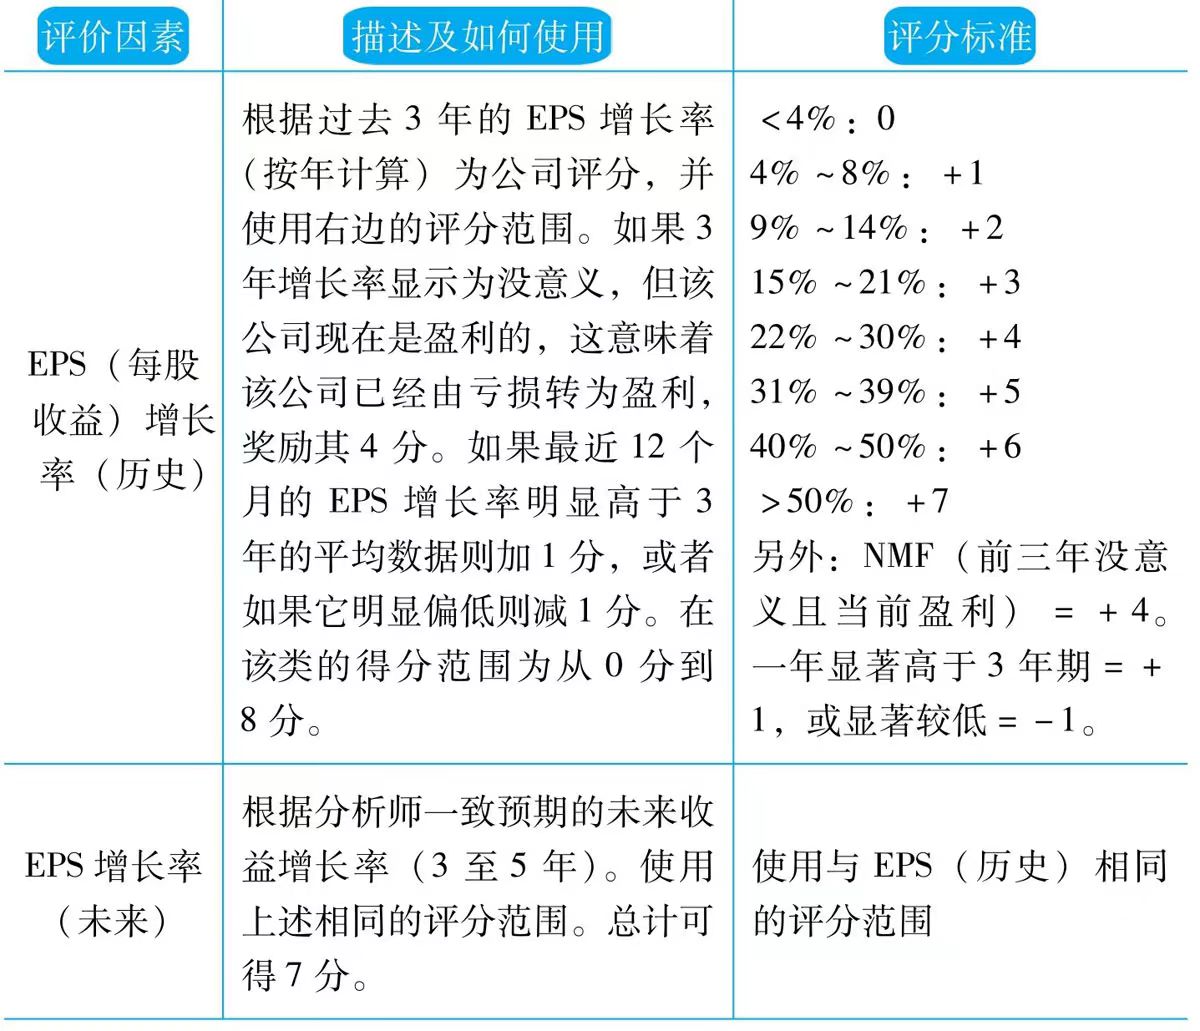 评价因素
描述及如何使用
评分标准
EPS（每股
收益）增长
率（历史）
根据过去 3 年的 EPS 增长率
（按年计算）为公司评分，并
使用右边的评分范围。如果 3
年增长率显示为没意义，但该
公司现在是盈利的，这意味着
该公司已经由亏损转为盈利，
奖励其 4 分。如果最近 12 个
月的 EPS 增长率明显高于 3
年的平均数据则加 1 分，或者
如果它明显偏低则减 1 分。在
该类的得分范围为从 0 分到
8 分。
<4%：0
4% ~8%：+1
9% ~14%：+2
15% ~21%：+3
22% ~30%：+4
31% ~39%：+5
40% ~50%：+6
>50%：+7
另外：NMF（前三年没意
义且当前盈利） = +4。
一年显著高于 3 年期 = +
1，或显著较低 = -1。
EPS 增长率
（未来）
根据分析师一致预期的未来收
益增长率（3 至 5 年）。使用
上述相同的评分范围。总计可
得 7 分。
使用与 EPS（历史）相同
的评分范围